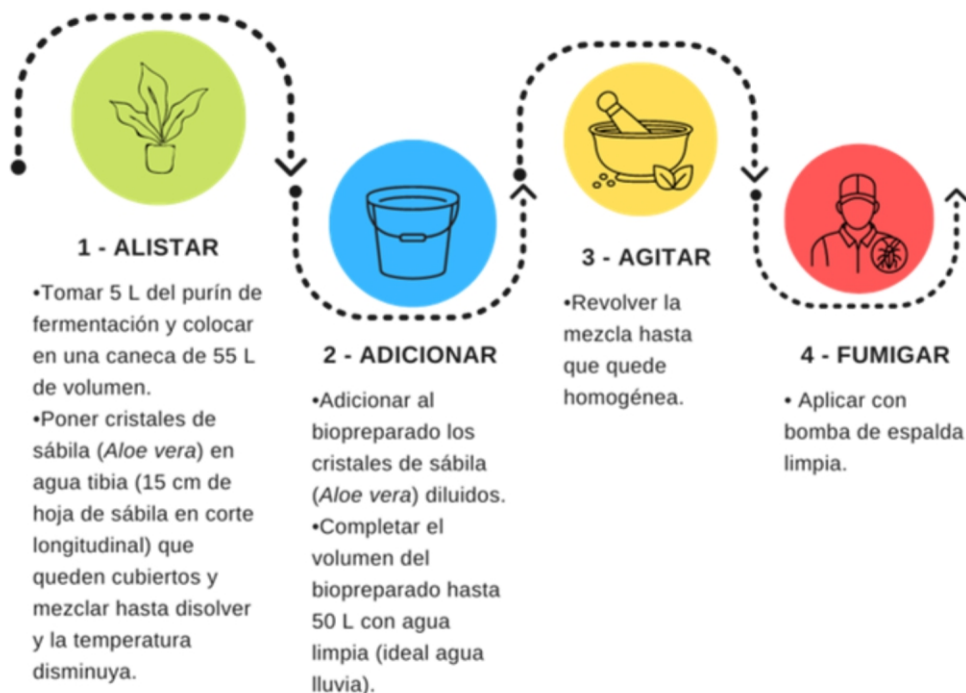 1 - ALISTAR
•Tomar 5 L del purín de
fermentación y colocar
en una caneca de 55 L
de volumen.
•Poner cristales de
sábila (Aloe vera) en
agua tibia (15 cm de
hoja de sábila en corte
longitudinal) que
queden cubiertos y
mezclar hasta disolver
y la temperatura
disminuya.
2 - ADICIONAR
•Adicionar al
biopreparado los
cristales de sábila
(Aloe vera) diluidos.
•Completar el
volumen del
biopreparado hasta
50 L con agua
limpia (ideal agua
lluvia).
3 - AGITAR
•Revolver la
mezcla hasta
que quede
homogénea.
4 - FUMIGAR
• Aplicar con
bomba de espalda
limpia.